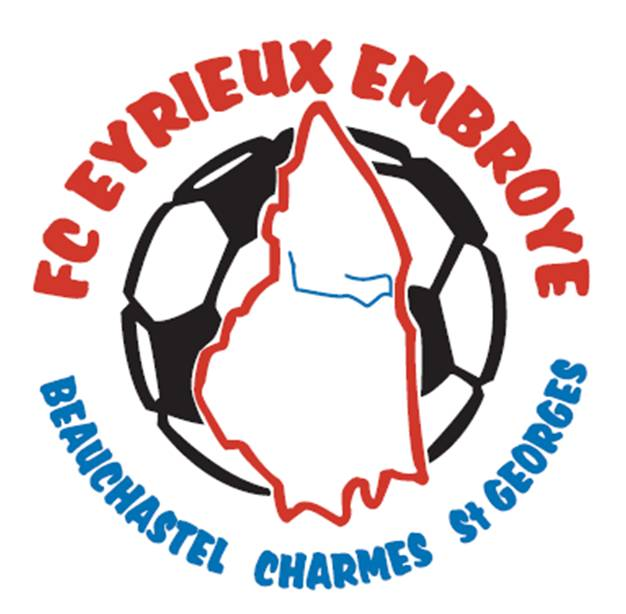 FC EYRIEUX EMBROYE
BEAUCHASTEL CHARMES St GEORGES